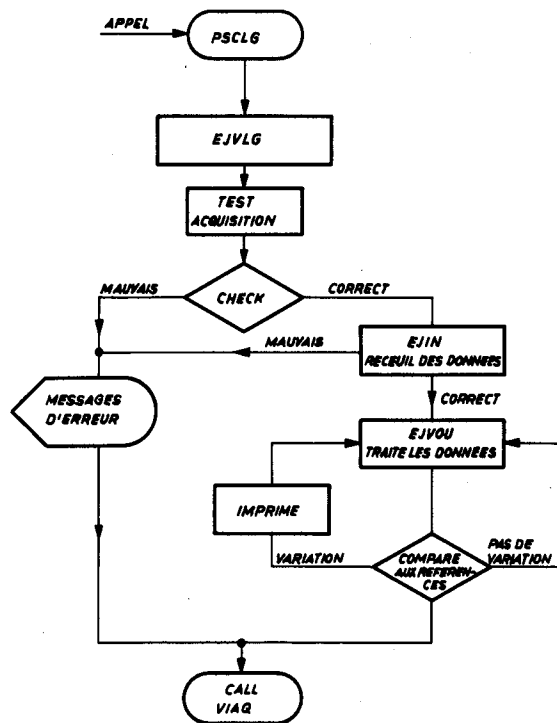 APPEL
PSCLG
EJVLG
TEST
ACQUISITION
MAUVAIS
CHECK
CORRECT
MAUVAIS
EJIN
RECEUIL DES DONNEES
CORRECT
MESSAGES
D'ERREUR
EJVOU
TRAITE LES DONNÉES
IMPRIME
VARIATION
COMPARE
AUX REFEREN-
CES
PAS DE
VARIATION
CALL
VIAQ